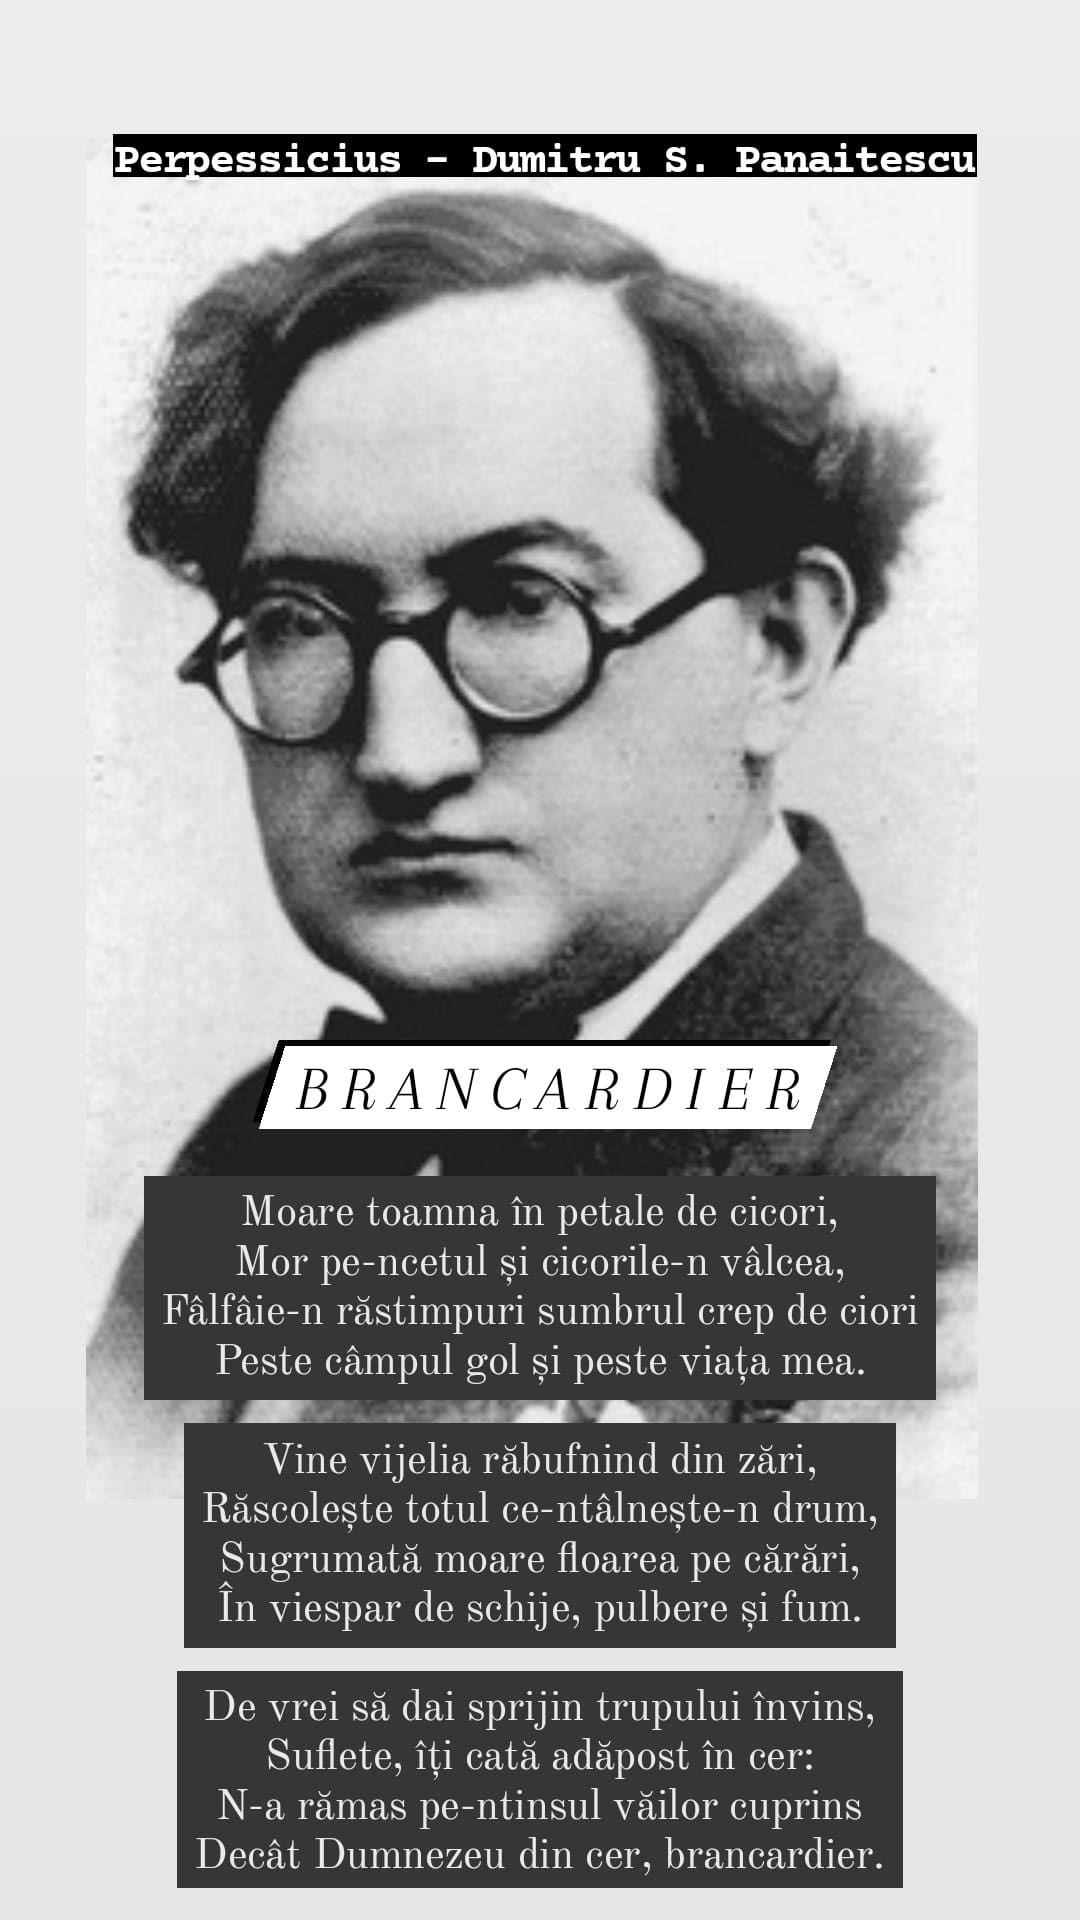 Perpessicius - Dumitru S. Panaitescu
BRANCARDIER
Moare toamna în petale de cicori,
Mor pe-ncetul și cicorile-n vâlcea,
Fâlfâie-n răstimpuri sumbrul crep de ciori
Peste câmpul gol și peste viața mea.
Vine vijelia răbufnind din zări,
Răscolește totul ce-ntâlnește-n drum,
Sugrumată moare floarea pe cărări,
În viespar de schije, pulbere și fum.
De vrei să dai sprijin trupului învins,
Suflete, îți cată adăpost în cer:
N-a rămas pe-ntinsul văilor cuprins
Decât Dumnezeu din cer, brancardier.